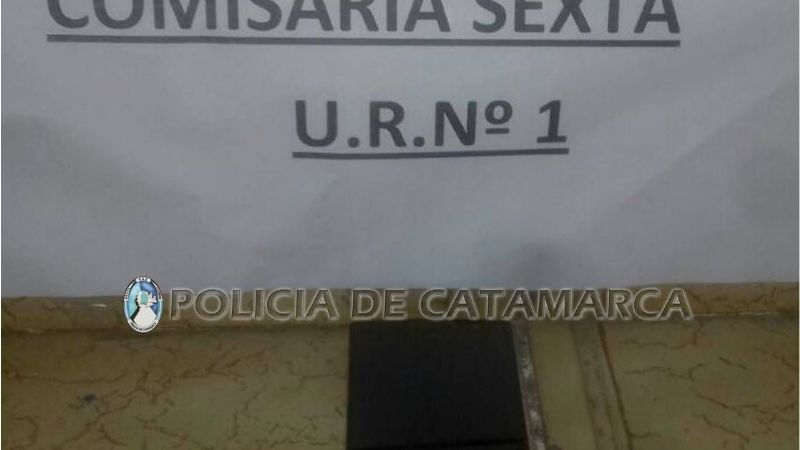 COMISARIA SEXTA
U.R.Nº 1
POLICIA DE CATAMARCA